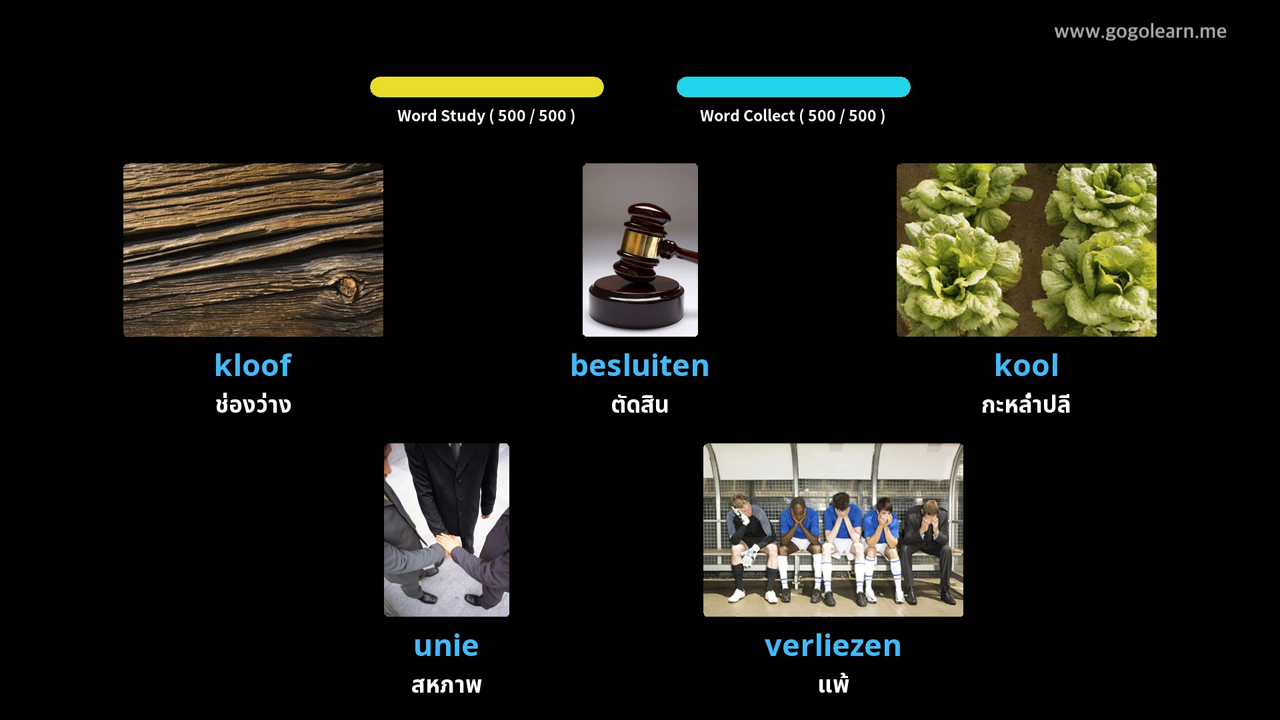 www.gogolearn.me
Word Study ( 500 / 500 )
Word Collect ( 500 / 500 )
kloof
ช่องว่าง
besluiten
ตัดสิน
kool
กะหล่ำปลี
unie
สหภาพ
verliezen
แพ้